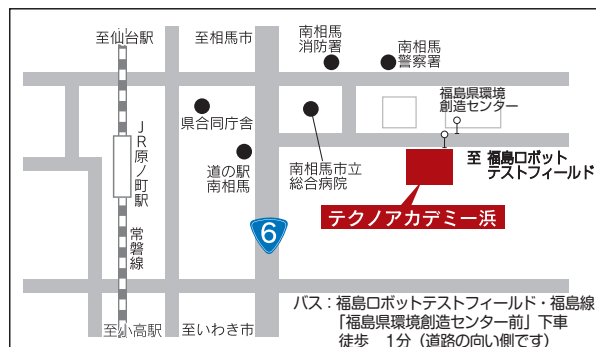 至仙台駅
至相馬市
南相馬
消防署
南相馬
警察署
福島県環境
創造センター
県合同庁舎
JR原ノ町駅
道の駅
南相馬
南相馬市立
総合病院
至 福島ロボット
テストフィールド
テクノアカデミー浜
6
常磐線
至小高駅
至いわき市
バス：福島ロボットテストフィールド・福島線
「福島県環境創造センター前」下車
徒歩　1分（道路の向い側です）